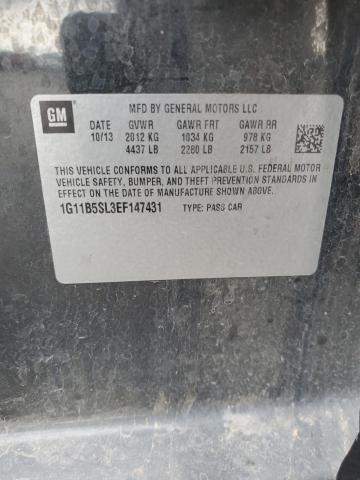 GM
MFD BY GENERAL MOTORS LLC
DATE GVWR GAWR FRT GAWR RR
10/13 2012 KG 1034 KG 978 KG
4437 LB 2280 LB 2157 LB
THIS VEHICLE CONFORMS TO ALL APPLICABLE U.S. FEDERAL MOTOR
VEHICLE SAFETY, BUMPER, AND THEFT PREVENTION STANDARDS IN
EFFECT ON THE DATE OF MANUFACTURE SHOWN ABOVE.
1G11B5SL3EF147431 TYPE: PASS CAR